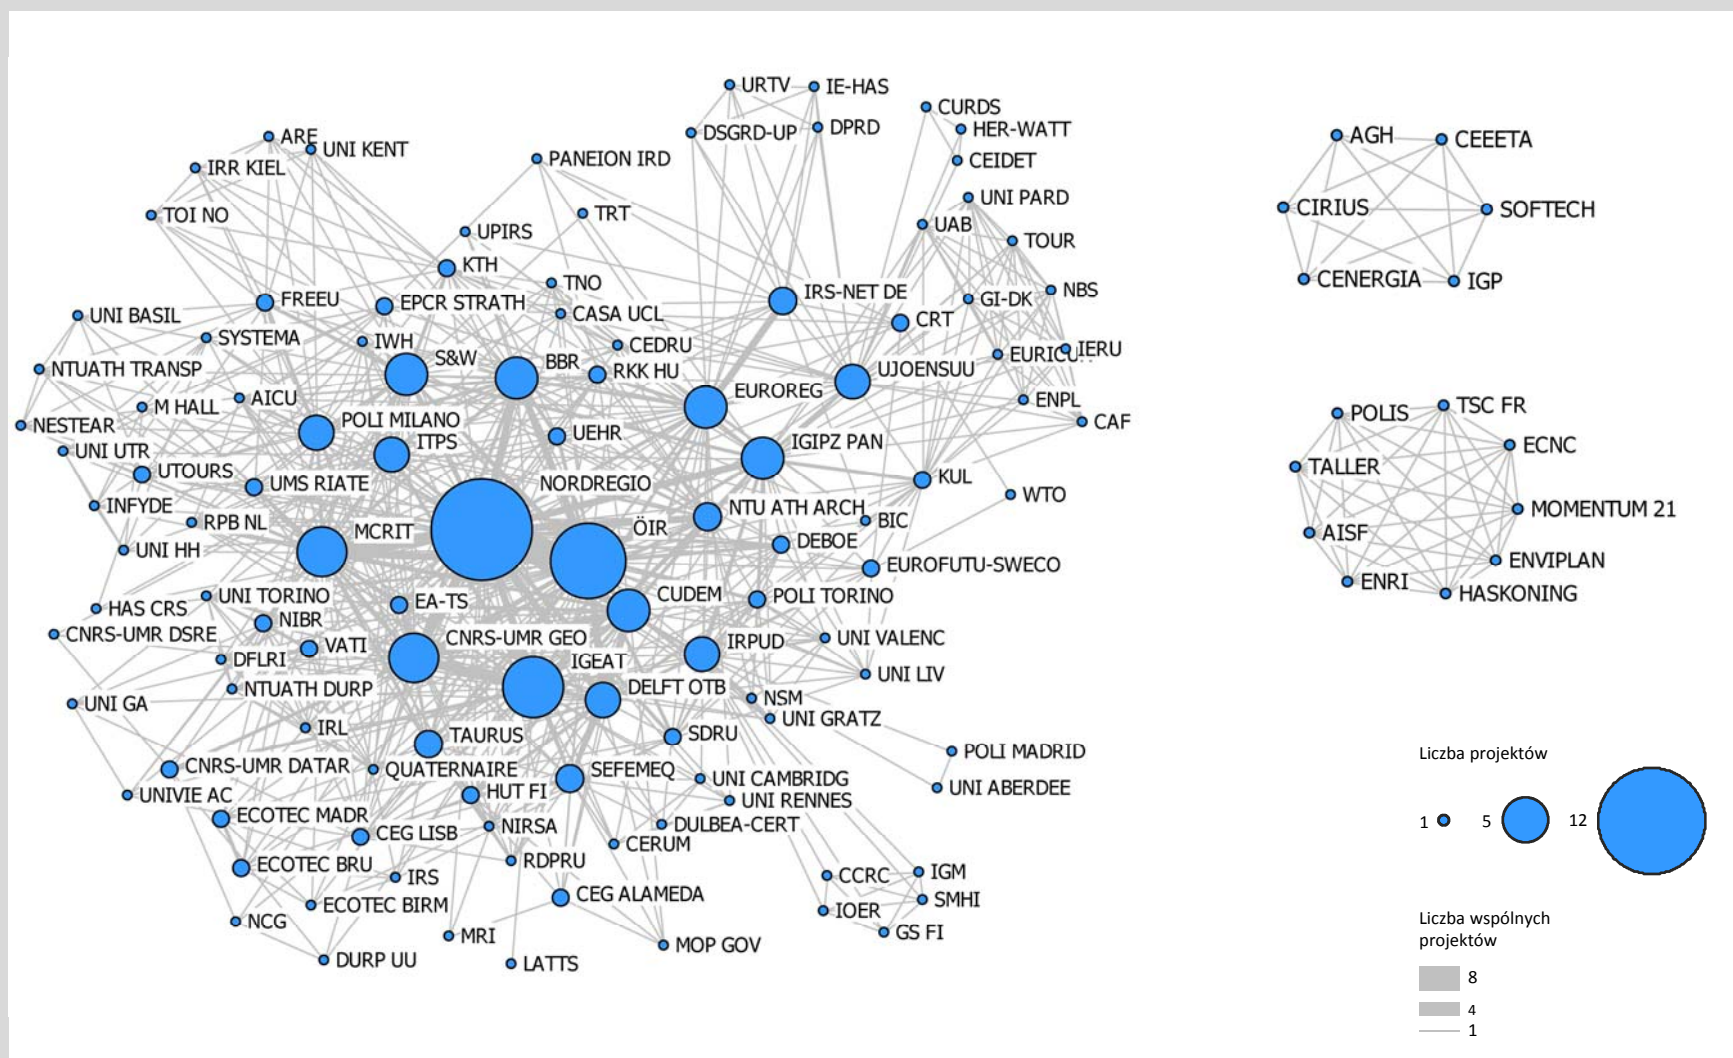 URTV
IE-HAS
DSGRD-UP
DPRD
CURDS
HER-WATT
CEIDET
ARE
UNI KENT
IRR KIEL
TOI NO
PANEION IRD
TRT
UPIRS
UNI PARD
UAB
TOUR
AGH
CEEETA
CIRIUS
SOFTECH
CENERGIA
IGP
KTH
TNO
FREEU
EPCR STRATH
CASA UCL
IRS-NET DE
GI-DK
NBS
CRT
UNI BASIL
SYSTEMA
IWH
CEDRU
S&W
BBR
RKK HU
EURICU
IERU
UJOENSUU
NTUATH TRANSP
M HALL
AICU
EUROREG
ENPL
CAF
NESTEAR
POLI MILANO
ITPS
UEHR
IGIPZ PAN
UNI UTR
UTOURS
UMS RIATE
NORDREGIO
KUL
WTO
INFYDE
RPB NL
MCRIT
ÖIR
NTU ATH ARCH
BIC
UNI HH
DEBOE
EUROFUTU-SWECO
POLIS
TSC FR
ECNC
TALLER
MOMENTUM 21
AISF
ENVIPLAN
ENRI
HASKONING
HAS CRS
UNI TORINO
EA-TS
CUDEM
POLI TORINO
NIBR
CNRS-UMR DSRE
VATI
CNRS-UMR GEO
IGEAT
IRPUD
UNI VALENC
DFLRI
UNI LIV
NTUATH DURP
DELFT OTB
NSM
UNI GA
UNI GRATZ
IRL
TAURUS
SDRU
POLI MADRID
CNRS-UMR DATAR
QUATERNAIRE
SEFEMEQ
UNI CAMBRIDG
UNI ABERDEE
UNIVIE AC
HUT FI
UNI RENNES
ECOTEC MADR
CEG LISB
NIRSA
DULBEA-CERT
CERUM
ECOTEC BRU
IRS
RDPRU
CCRC
IGM
ECOTEC BIRM
CEG ALAMEDA
SMHI
IOER
NCG
MRI
MOP GOV
GS FI
DURP UU
LATTS
Liczba projektów
1
5
12
Liczba wspólnych
projektów
8
4
1